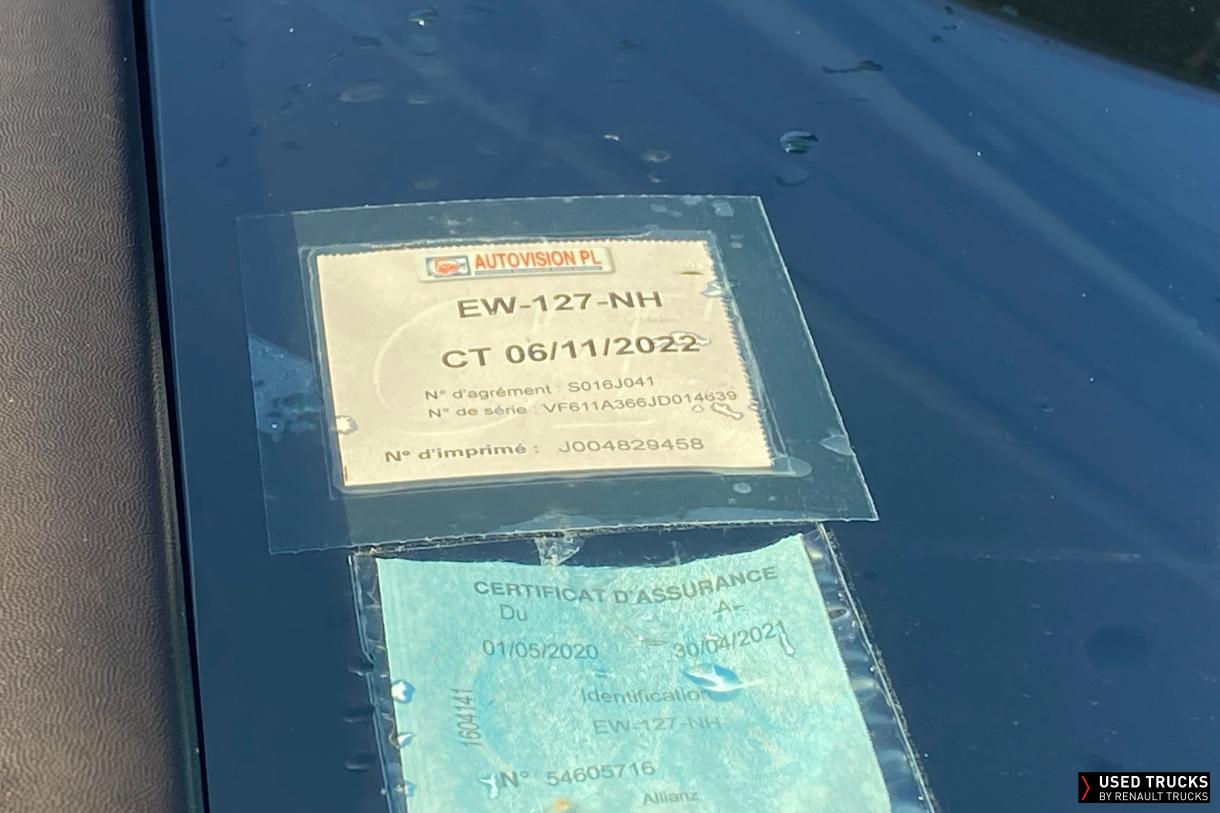 AUTOVISION PL
EW-127-NH
CT 06/11/2022
N° d'agrément : S016J041
N° de série : VF611A366JD014639
N° d'imprimé : J004829458
CERTIFICAT D'ASSURANCE
Du A
01/05/2020 – 30/04/2021
Identification
EW-127-NH
1604141
N° 54605716
Allianz
USED TRUCKS
BY RENAULT TRUCKS